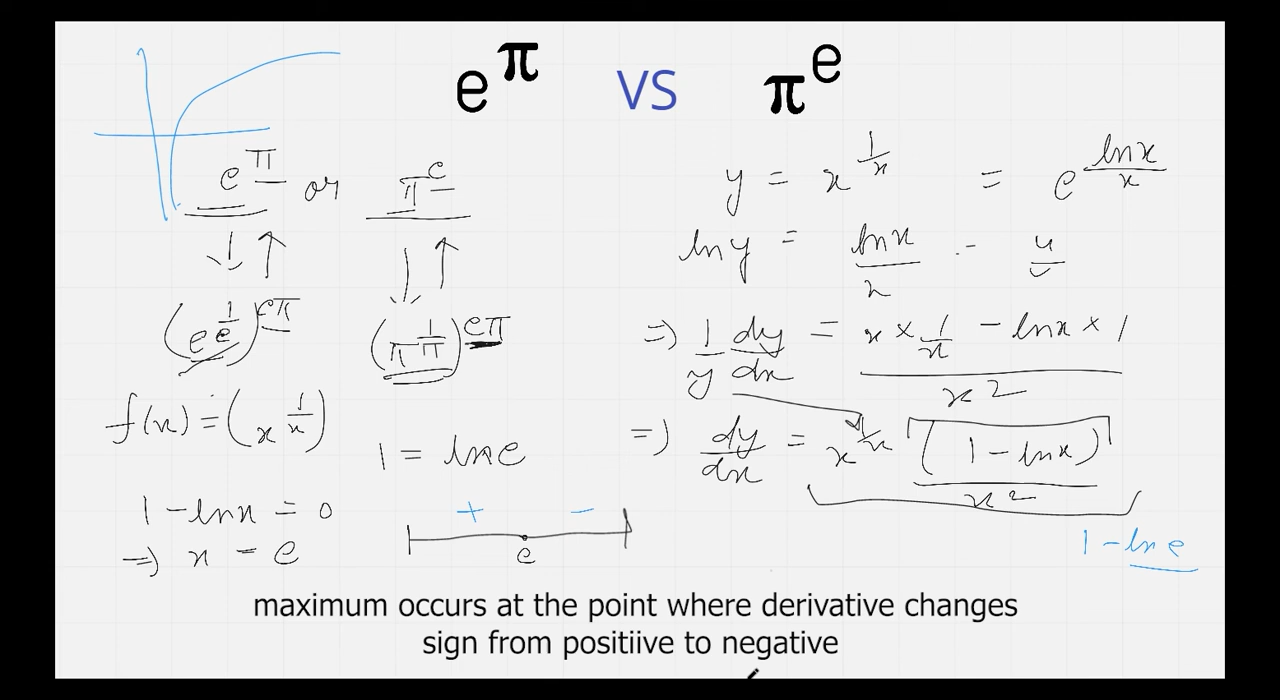 e^π VS π^e
e^π or π^e
(e^{1/e})^{eπ} (π^{1/π})^{eπ}
f(x) = (x^{1/x})
1 = ln e
1 - ln x = 0
⇒ x = e
+ -
e
y = x^{1/x} = e^{ln x / x}
ln y = ln x / x = u / v
⇒ 1/y dy/dx = (x × 1/x - ln x × 1) / x^2
⇒ dy/dx = x^{1/x} (1 - ln x) / x^2
1 - ln e
maximum occurs at the point where derivative changes
sign from positiive to negative